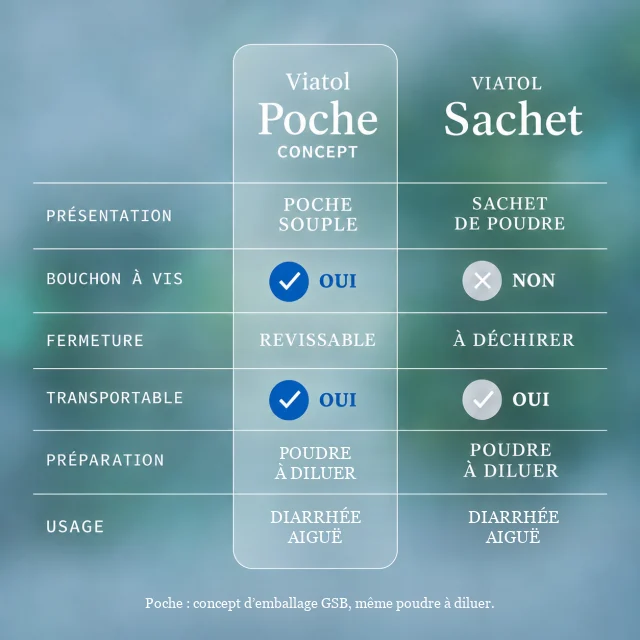 Viatol
Poche
CONCEPT
VIATOL
Sachet
PRÉSENTATION
POCHE
SOUPLE
SACHET
DE POUDRE
BOUCHON À VIS
OUI
NON
FERMETURE
REVISSABLE
À DÉCHIRER
TRANSPORTABLE
OUI
OUI
PRÉPARATION
POUDRE
À DILUER
POUDRE
À DILUER
USAGE
DIARRHÉE
AIGUË
DIARRHÉE
AIGUË
Poche : concept d'emballage GSB, même poudre à diluer.